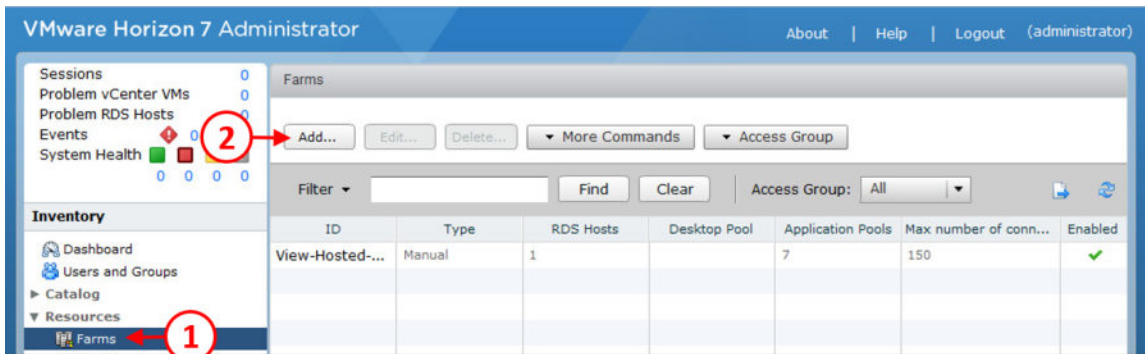 VMware Horizon 7 Administrator
About | Help | Logout (administrator)
Sessions 0
Problem vCenter VMs 0
Problem RDS Hosts 0
Events 0
System Health
0 0 0 0
Inventory
Dashboard
Users and Groups
Catalog
Resources
Farms
1
Farms
2
Add... Edit... Delete... More Commands Access Group
Filter Find Clear Access Group: All
ID Type RDS Hosts Desktop Pool Application Pools Max number of conn... Enabled
View-Hosted-... Manual 1 7 150